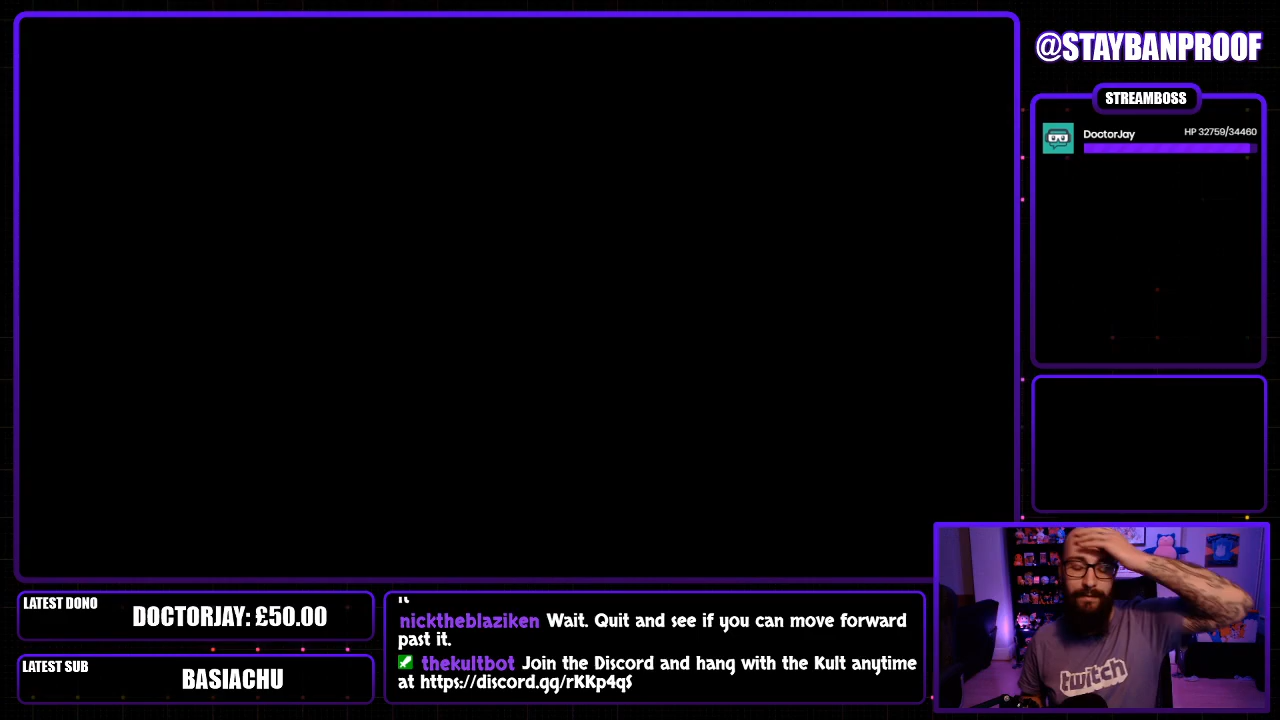 @STAYBANPROOF
STREAMBOSS
DoctorJay
HP 32759/34460
LATEST DONO
DOCTORJAY: £50.00
LATEST SUB
BASIACHU
nicktheblaziken Wait. Quit and see if you can move forward
past it.
thekultbot Join the Discord and hang with the Kult anytime
at https://discord.gg/rKKp4qS
twitch